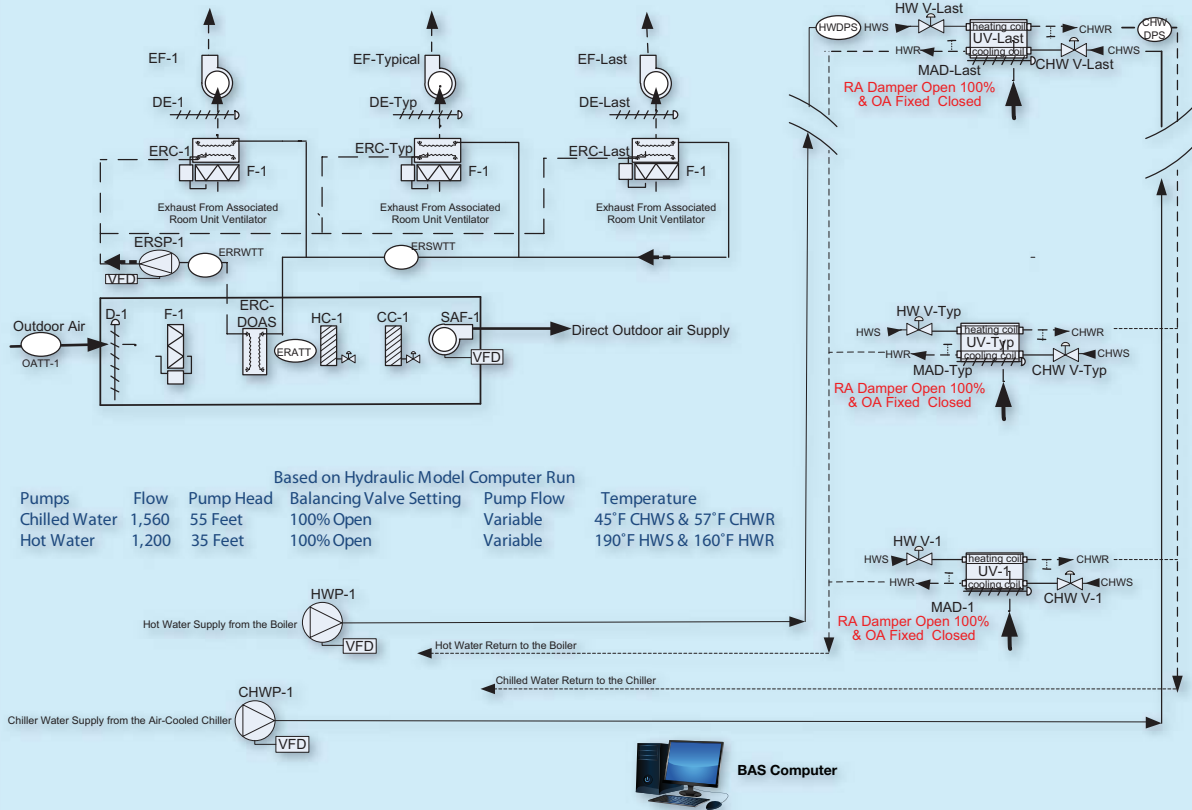 EF-1
EF-Typical
EF-Last
DE-1
DE-Typ
DE-Last
ERC-1
ERC-Typ
ERC-Last
F-1
F-1
F-1
Exhaust From Associated
Room Unit Ventilator
Exhaust From Associated
Room Unit Ventilator
Exhaust From Associated
Room Unit Ventilator
ERSP-1
VFD
ERRWTT
ERSWTT
Outdoor Air
OATT-1
D-1
F-1
ERC-
DOAS
ERATT
HC-1
CC-1
SAF-1
VFD
Direct Outdoor air Supply
HWDPS
HWS
HW V-Last
heating coil
UV-Last
cooling coil
CHWR
CHW
DPS
HWR
CHWS
MAD-Last
CHW V-Last
RA Damper Open 100%
& OA Fixed Closed
HW V-Typ
HWS
heating coil
UV-Typ
cooling coil
CHWR
HWR
CHWS
MAD-Typ
CHW V-Typ
RA Damper Open 100%
& OA Fixed Closed
HW V-1
HWS
heating coil
UV-1
cooling coil
CHWR
HWR
CHWS
MAD-1
CHW V-1
RA Damper Open 100%
& OA Fixed Closed
Based on Hydraulic Model Computer Run
Pumps Flow Pump Head Balancing Valve Setting Pump Flow Temperature
Chilled Water 1,560 55 Feet 100% Open Variable 45˚F CHWS & 57˚F CHWR
Hot Water 1,200 35 Feet 100% Open Variable 190˚F HWS & 160˚F HWR
HWP-1
Hot Water Supply from the Boiler
VFD
Hot Water Return to the Boiler
Chilled Water Return to the Chiller
CHWP-1
Chiller Water Supply from the Air-Cooled Chiller
VFD
BAS Computer